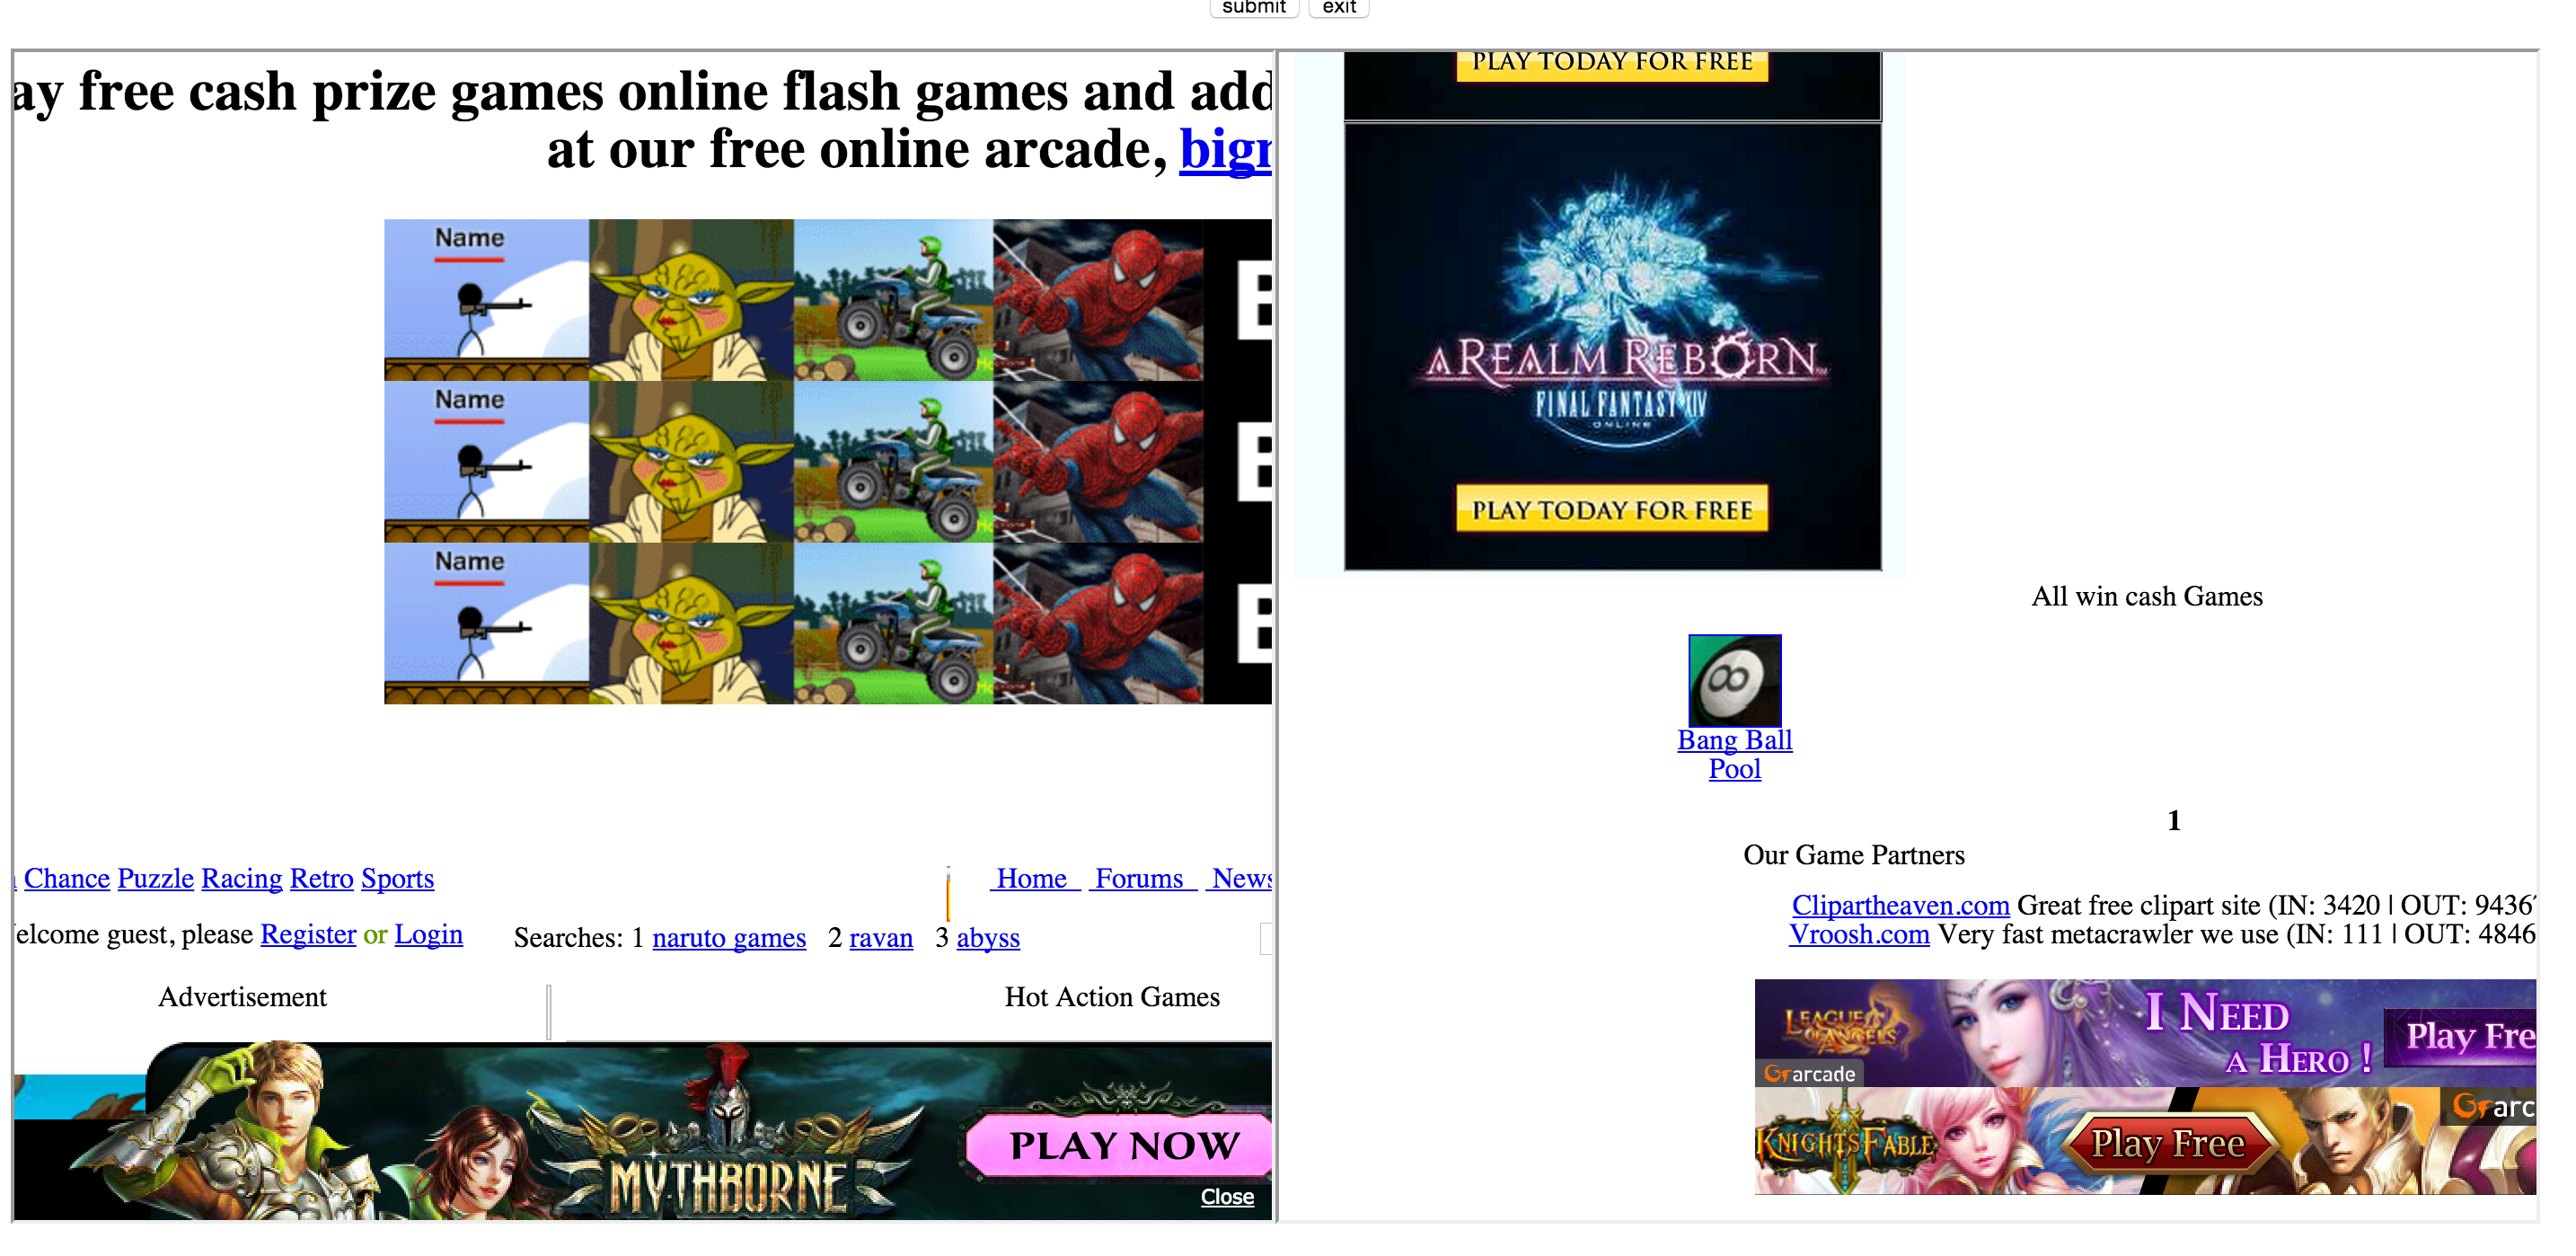 submit exit
ay free cash prize games online flash games and add
at our free online arcade,
Name
Name
Name
Chance Puzzle Racing Retro Sports
Home Forums News
elcome guest, please Register or Login
Searches: 1 naruto games 2 ravan 3 abyss
Advertisement
Hot Action Games
MYTHBORNE
PLAY NOW
Close
PLAY TODAY FOR FREE
A REALM REBORN
FINAL FANTASY XIV
ONLINE
PLAY TODAY FOR FREE
All win cash Games
8
Bang Ball
Pool
1
Our Game Partners
Clipartheaven.com Great free clipart site (IN: 3420 | OUT: 9436
Vroosh.com Very fast metacrawler we use (IN: 111 | OUT: 4846
LEAGUE OF ANGELS
I NEED
A HERO !
Play Fre
GTarcade
KNIGHTS FABLE
Play Free
GTarc